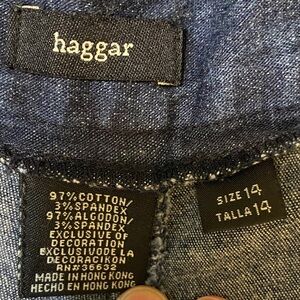 haggar
97% COTTON/
3% SPANDEX
97% ALGODON/
3% SPANDEX
EXCLUSIVE OF
DECORATION
EXCLUSIVO DE LA
DECORACIKON
RN#36632
MADE IN HONG KONG
HECHO EN HONG KONG
SIZE 14
TALLA 14